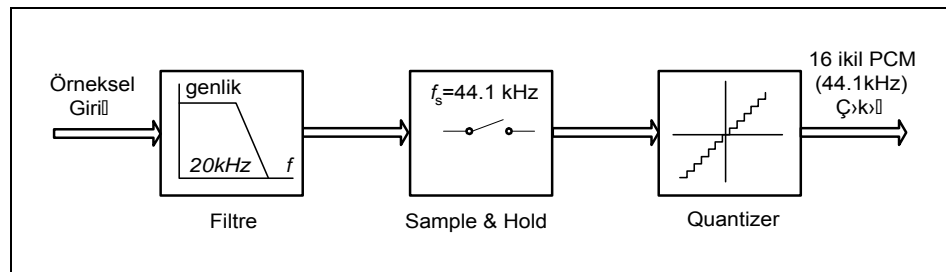 Örneksel
Giri
genlik
20kHz
f
Filtre
fs=44.1 kHz
Sample & Hold
Quantizer
16 ikil PCM
(44.1kHz)
Ç›k›